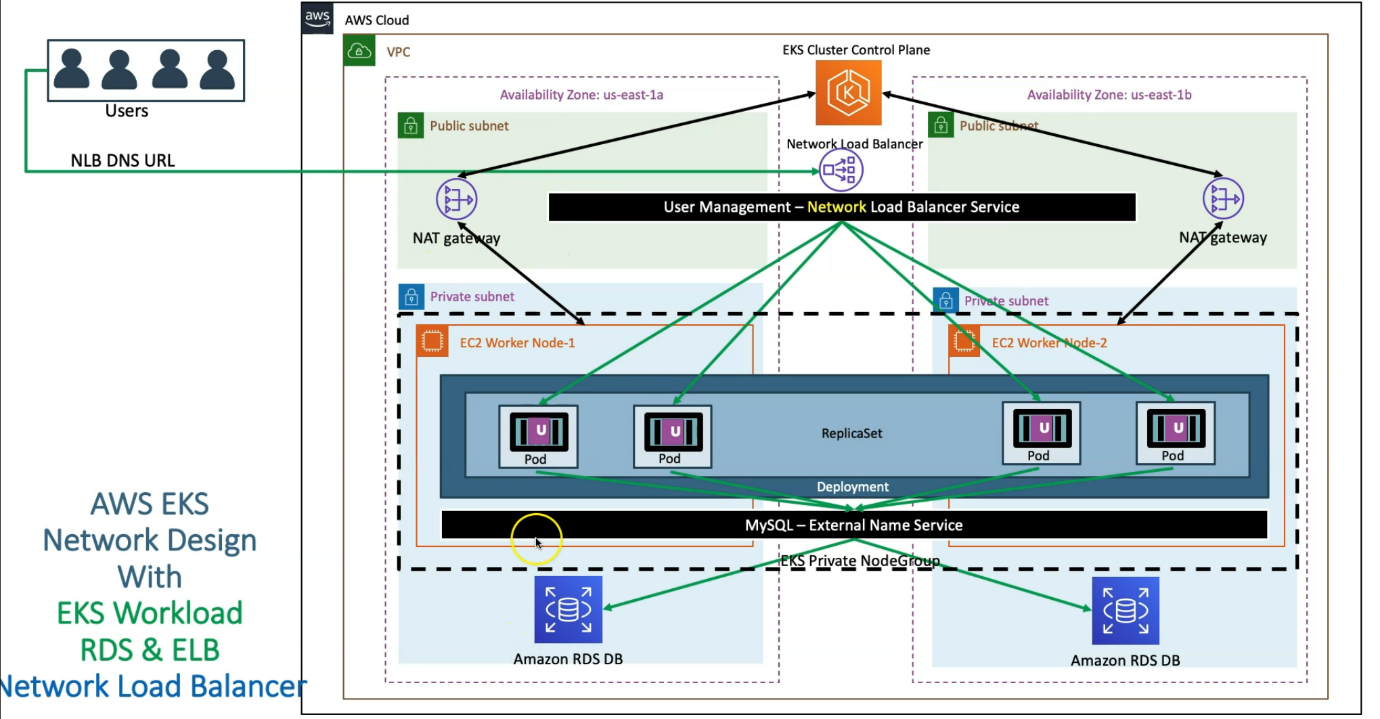 aws
AWS Cloud
VPC
EKS Cluster Control Plane
Users
Availability Zone: us-east-1a
Availability Zone: us-east-1b
Public subnet
Public subnet
Network Load Balancer
NLB DNS URL
User Management – Network Load Balancer Service
NAT gateway
NAT gateway
Private subnet
Private subnet
EC2 Worker Node-1
EC2 Worker Node-2
U
U
U
U
ReplicaSet
Pod
Pod
Pod
Pod
Deployment
MySQL – External Name Service
EKS Private NodeGroup
Amazon RDS DB
Amazon RDS DB
AWS EKS
Network Design
With
EKS Workload
RDS & ELB
Network Load Balancer